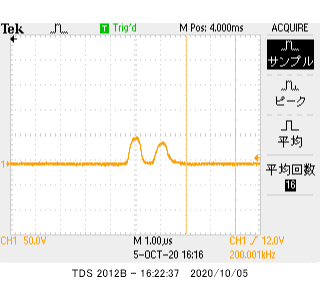 Tek Trig'd M Pos: 4.000ms ACQUIRE
サンプル
ピーク
平均
平均回数
16
1
CH1 50.0V M 1.00µs CH1 / 12.0V
5-OCT-20 16:16 200.001kHz
TDS 2012B - 16:22:37 2020/10/05